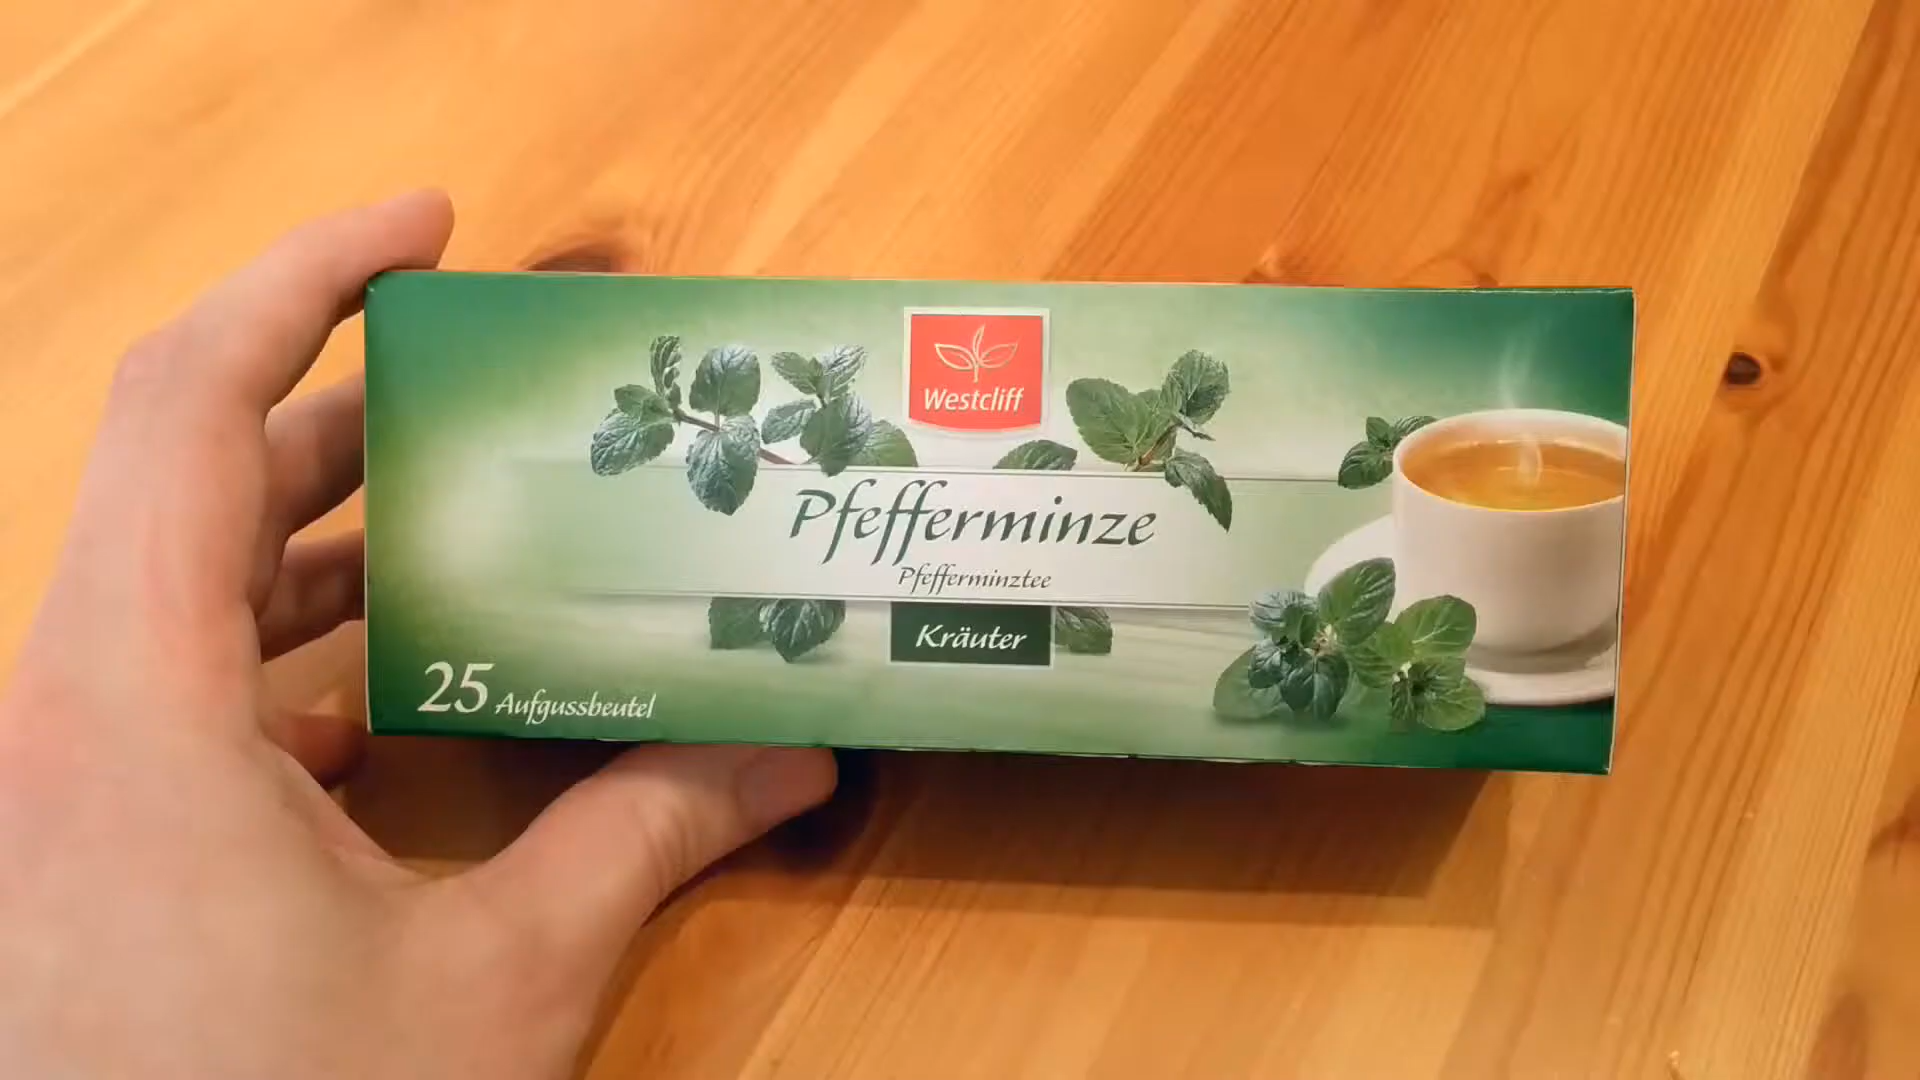 Westcliff
Pfefferminze
Pfefferminztee
Kräuter
25 Aufgussbeutel